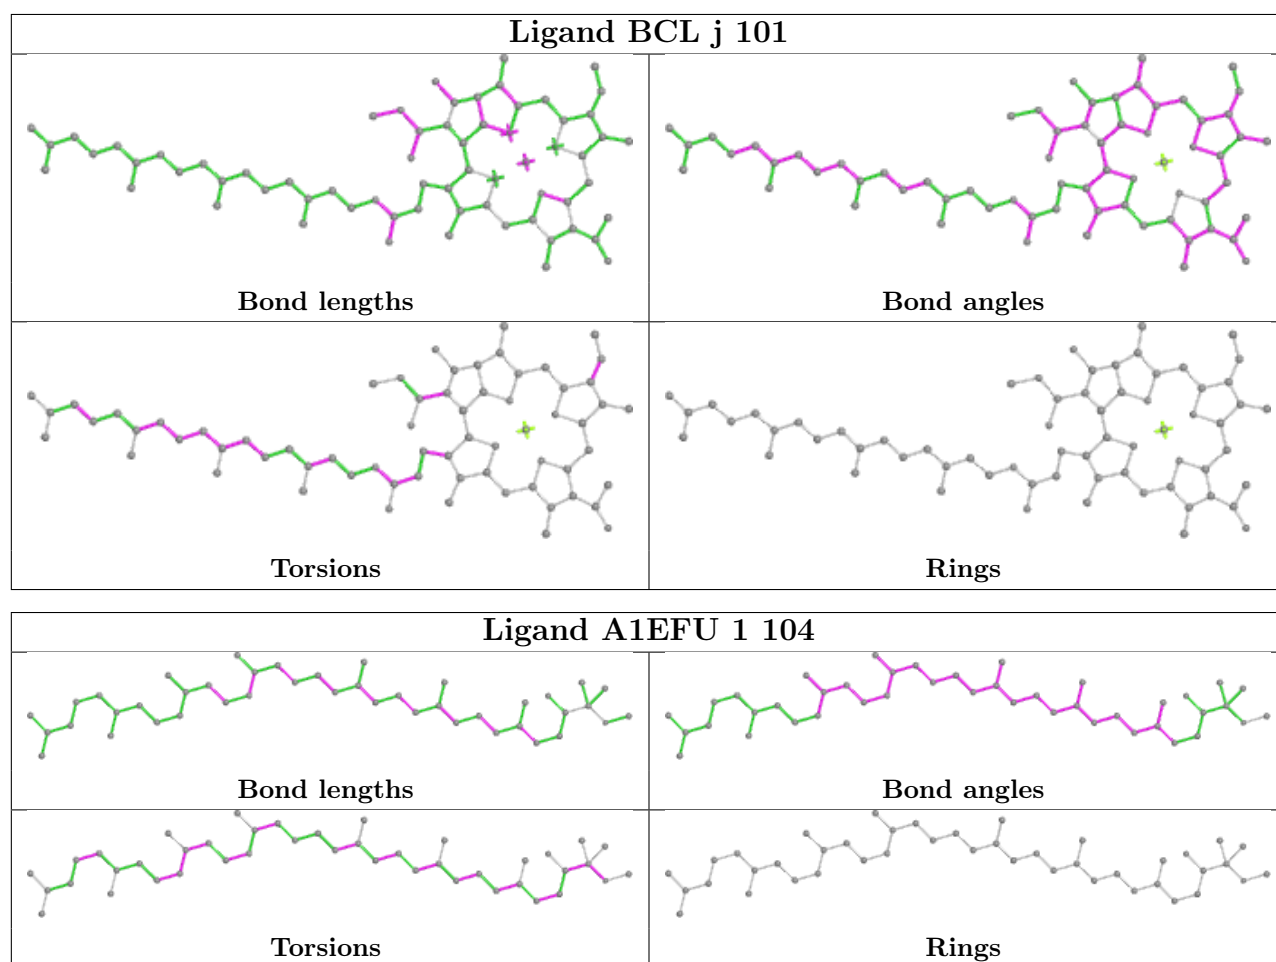 Ligand BCL j 101
Bond lengths
Bond angles
Torsions
Rings
Ligand A1EFU 1 104
Bond lengths
Bond angles
Torsions
Rings